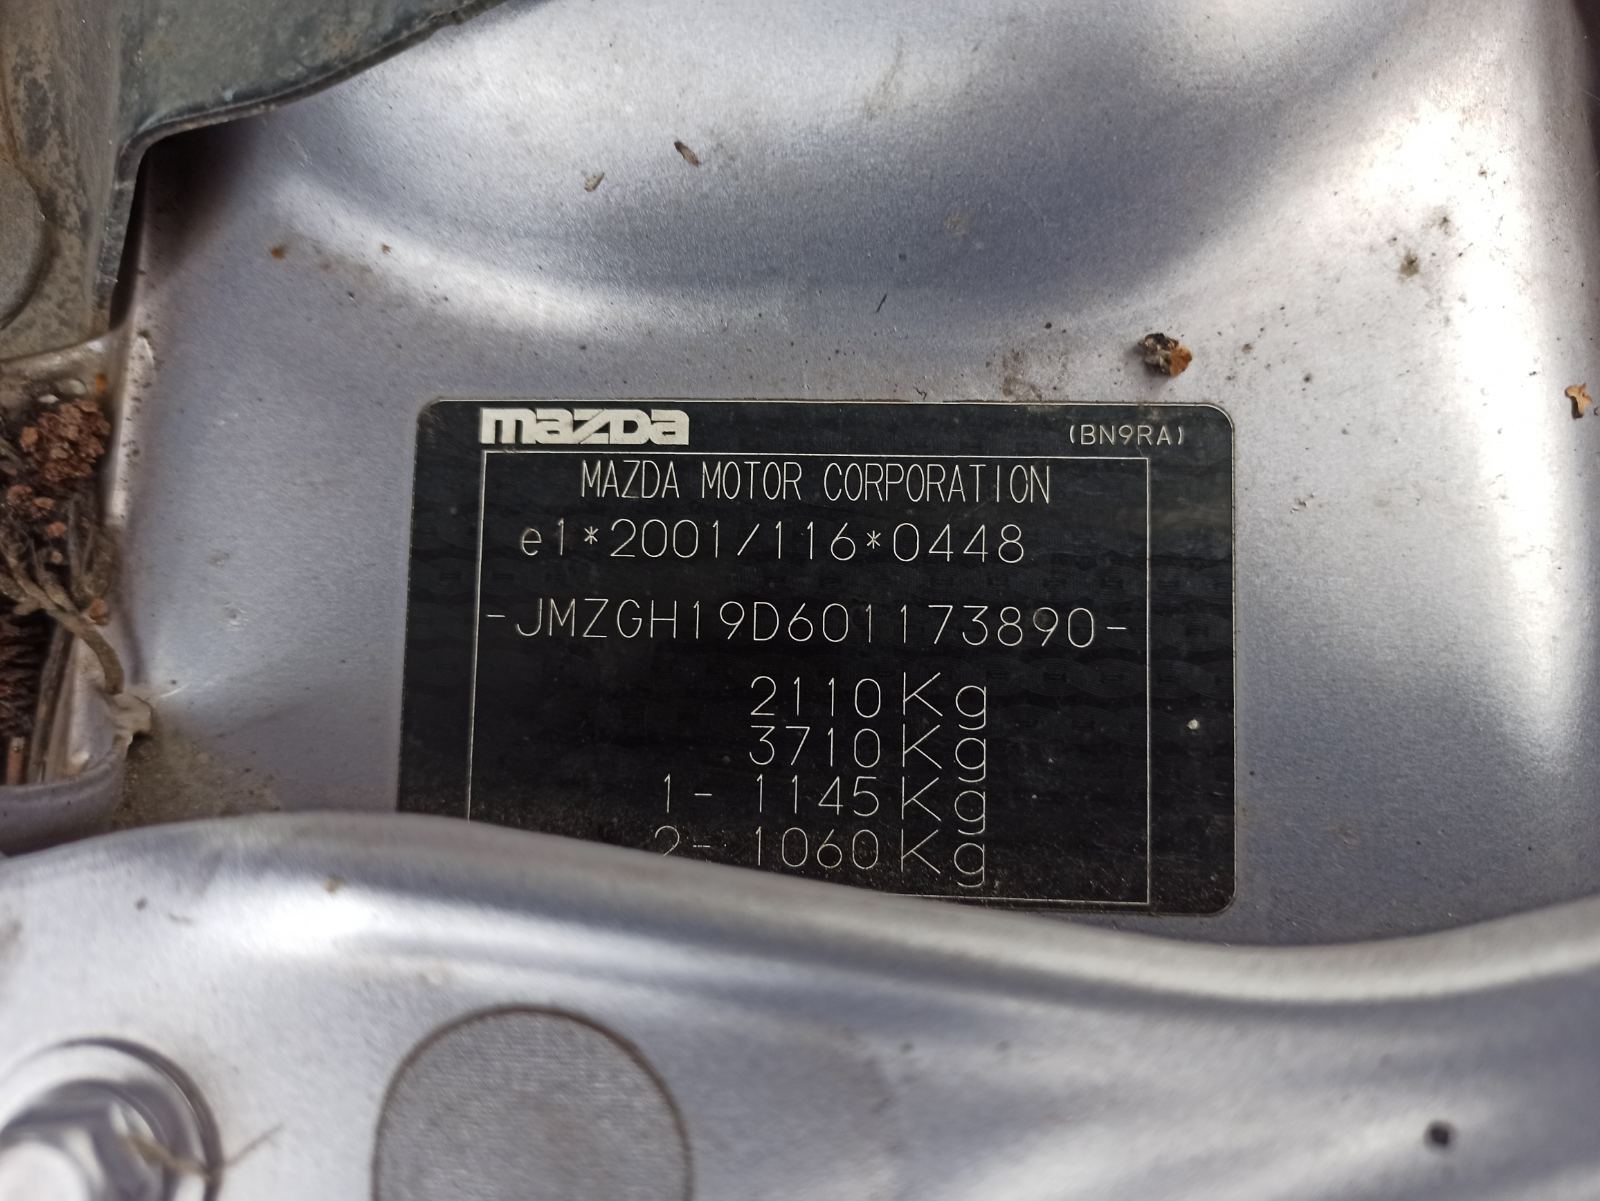 mazda (BN9RA)
MAZDA MOTOR CORPORATION
e1*2001/116*0448
-JMZGH19D601173890-
2110Kg
3710Kg
1- 1145Kg
2- 1060Kg